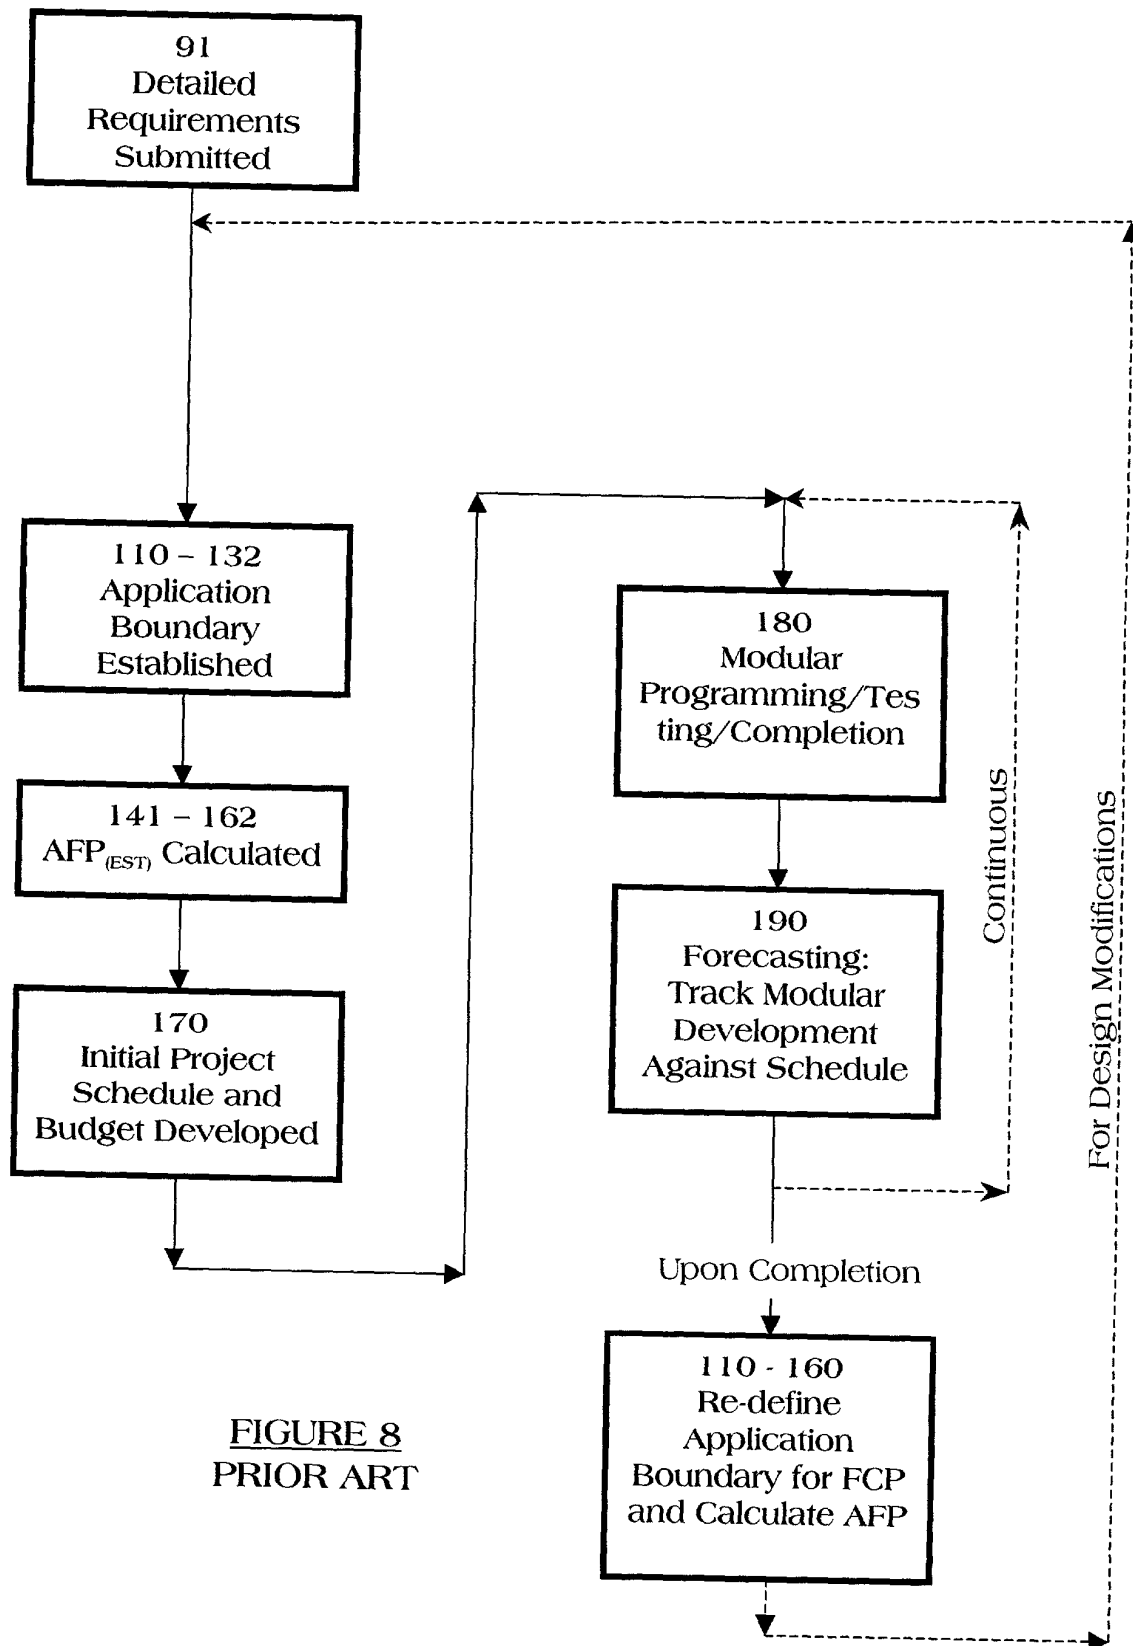 91
Detailed
Requirements
Submitted
110 – 132
Application
Boundary
Established
141 – 162
AFP(EST) Calculated
170
Initial Project
Schedule and
Budget Developed
180
Modular
Programming/Tes
ting/Completion
190
Forecasting:
Track Modular
Development
Against Schedule
Continuous
For Design Modifications
Upon Completion
110 - 160
Re-define
Application
Boundary for FCP
and Calculate AFP
FIGURE 8
PRIOR ART